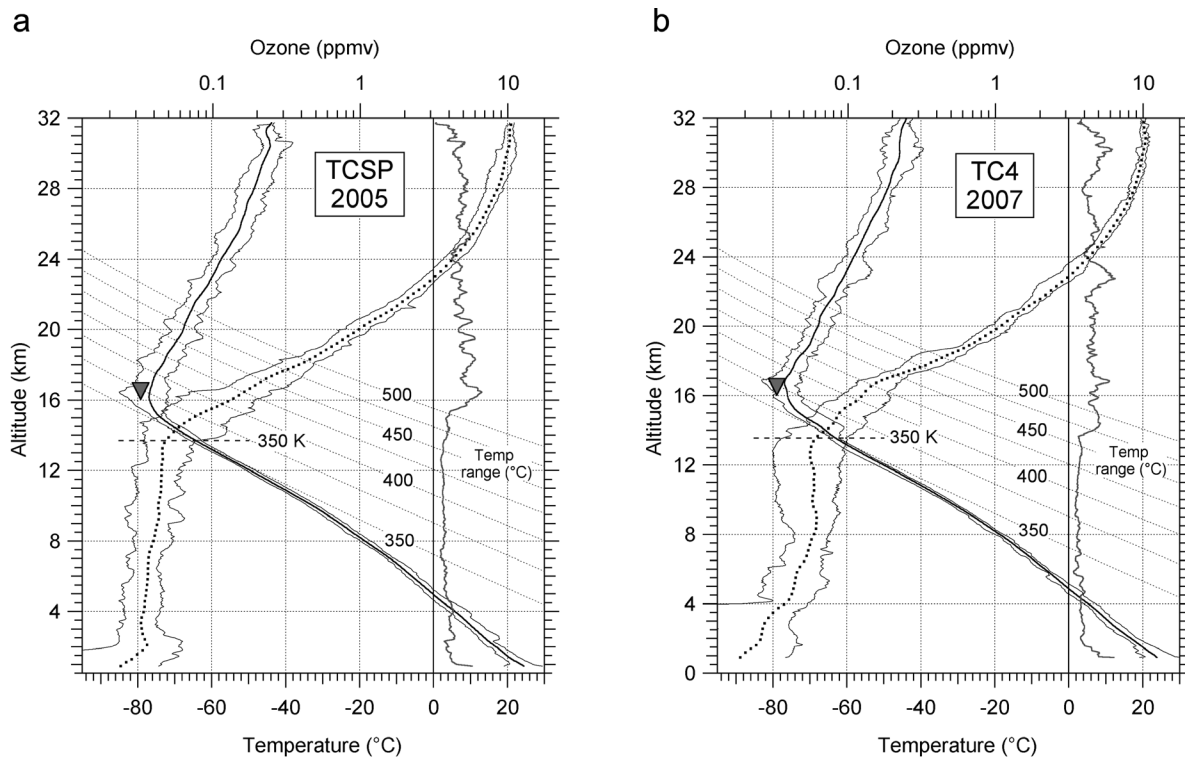 a
Ozone (ppmv)
0.1 1 10
TCSP
2005
32
28
24
20
16
12
8
4
Altitude (km)
500
450
400
350
350 K
Temp
range (°C)
-80 -60 -40 -20 0 20
Temperature (°C)
b
Ozone (ppmv)
0.1 1 10
TC4
2007
32
28
24
20
16
12
8
4
0
Altitude (km)
500
450
400
350
350 K
Temp
range (°C)
-80 -60 -40 -20 0 20
Temperature (°C)